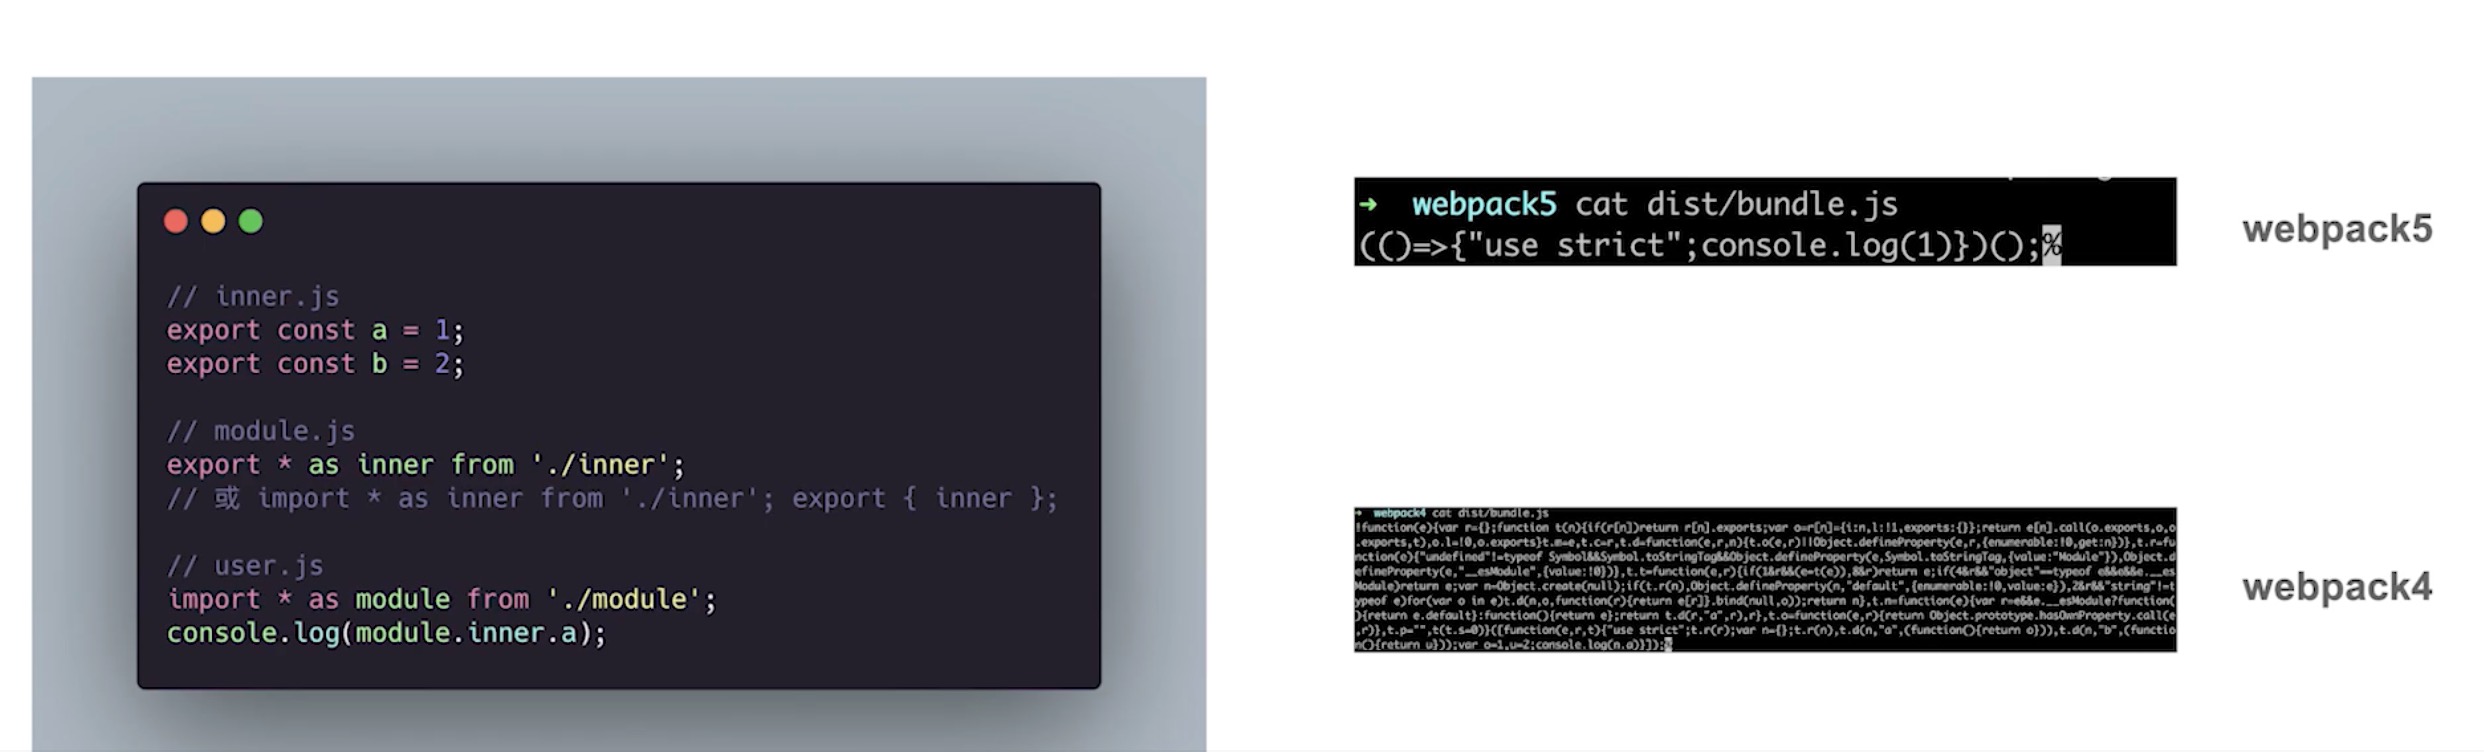 // inner.js
export const a = 1;
export const b = 2;
// module.js
export * as inner from './inner';
// 或 import * as inner from './inner'; export { inner };
// user.js
import * as module from './module';
console.log(module.inner.a);
➜ webpack5 cat dist/bundle.js
(()=>{"use strict";console.log(1)})();%
webpack5
➜ webpack4 cat dist/bundle.js
!function(e){var r={};function t(n){if(r[n])return r[n].exports;var o=r[n]={i:n,l:!1,exports:{}};return e[n].call(o.exports,o,o
.exports,t),o.l=!0,o.exports}t.m=e,t.c=r,t.d=function(e,r,n){t.o(e,r)||Object.defineProperty(e,r,{enumerable:!0,get:n})},t.r=fu
nction(e){"undefined"!=typeof Symbol&&Symbol.toStringTag&&Object.defineProperty(e,Symbol.toStringTag,{value:"Module"}),Object.d
efineProperty(e,"__esModule",{value:!0})},t.t=function(e,r){if(1&r&&(e=t(e)),8&r)return e;if(4&r&&"object"==typeof e&&e&&e.__es
Module)return e;var n=Object.create(null);if(t.r(n),Object.defineProperty(n,"default",{enumerable:!0,value:e}),2&r&&"string"!=t
ypeof e)for(var o in e)t.d(n,o,function(r){return e[r]}.bind(null,o));return n},t.n=function(e){var r=e&&e.__esModule?function(
){return e.default}:function(){return e};return t.d(r,"a",r),r},t.o=function(e,r){return Object.prototype.hasOwnProperty.call(e
,r)},t.p="",t(t.s=0)}([function(e,r,t){"use strict";t.r(r);var n={};t.r(n),t.d(n,"a",(function(){return o})),t.d(n,"b",(functio
n(){return u}));var o=1,u=2;console.log(n.a)}]);%
webpack4